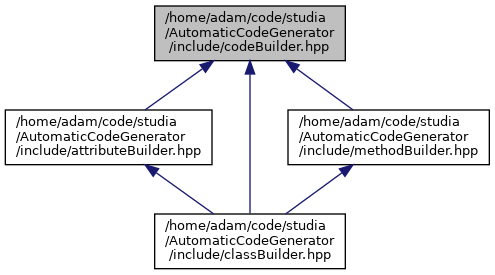 /home/adam/code/studia
/AutomaticCodeGenerator
/include/codeBuilder.hpp
/home/adam/code/studia
/AutomaticCodeGenerator
/include/attributeBuilder.hpp
/home/adam/code/studia
/AutomaticCodeGenerator
/include/methodBuilder.hpp
/home/adam/code/studia
/AutomaticCodeGenerator
/include/classBuilder.hpp